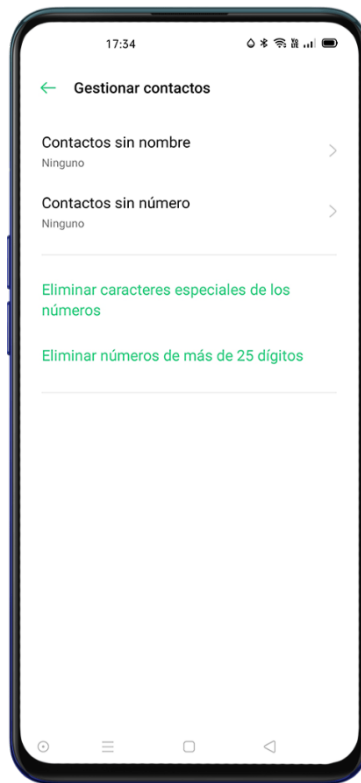 17:34
Gestionar contactos
Contactos sin nombre
Ninguno
Contactos sin número
Ninguno
Eliminar caracteres especiales de los
números
Eliminar números de más de 25 dígitos